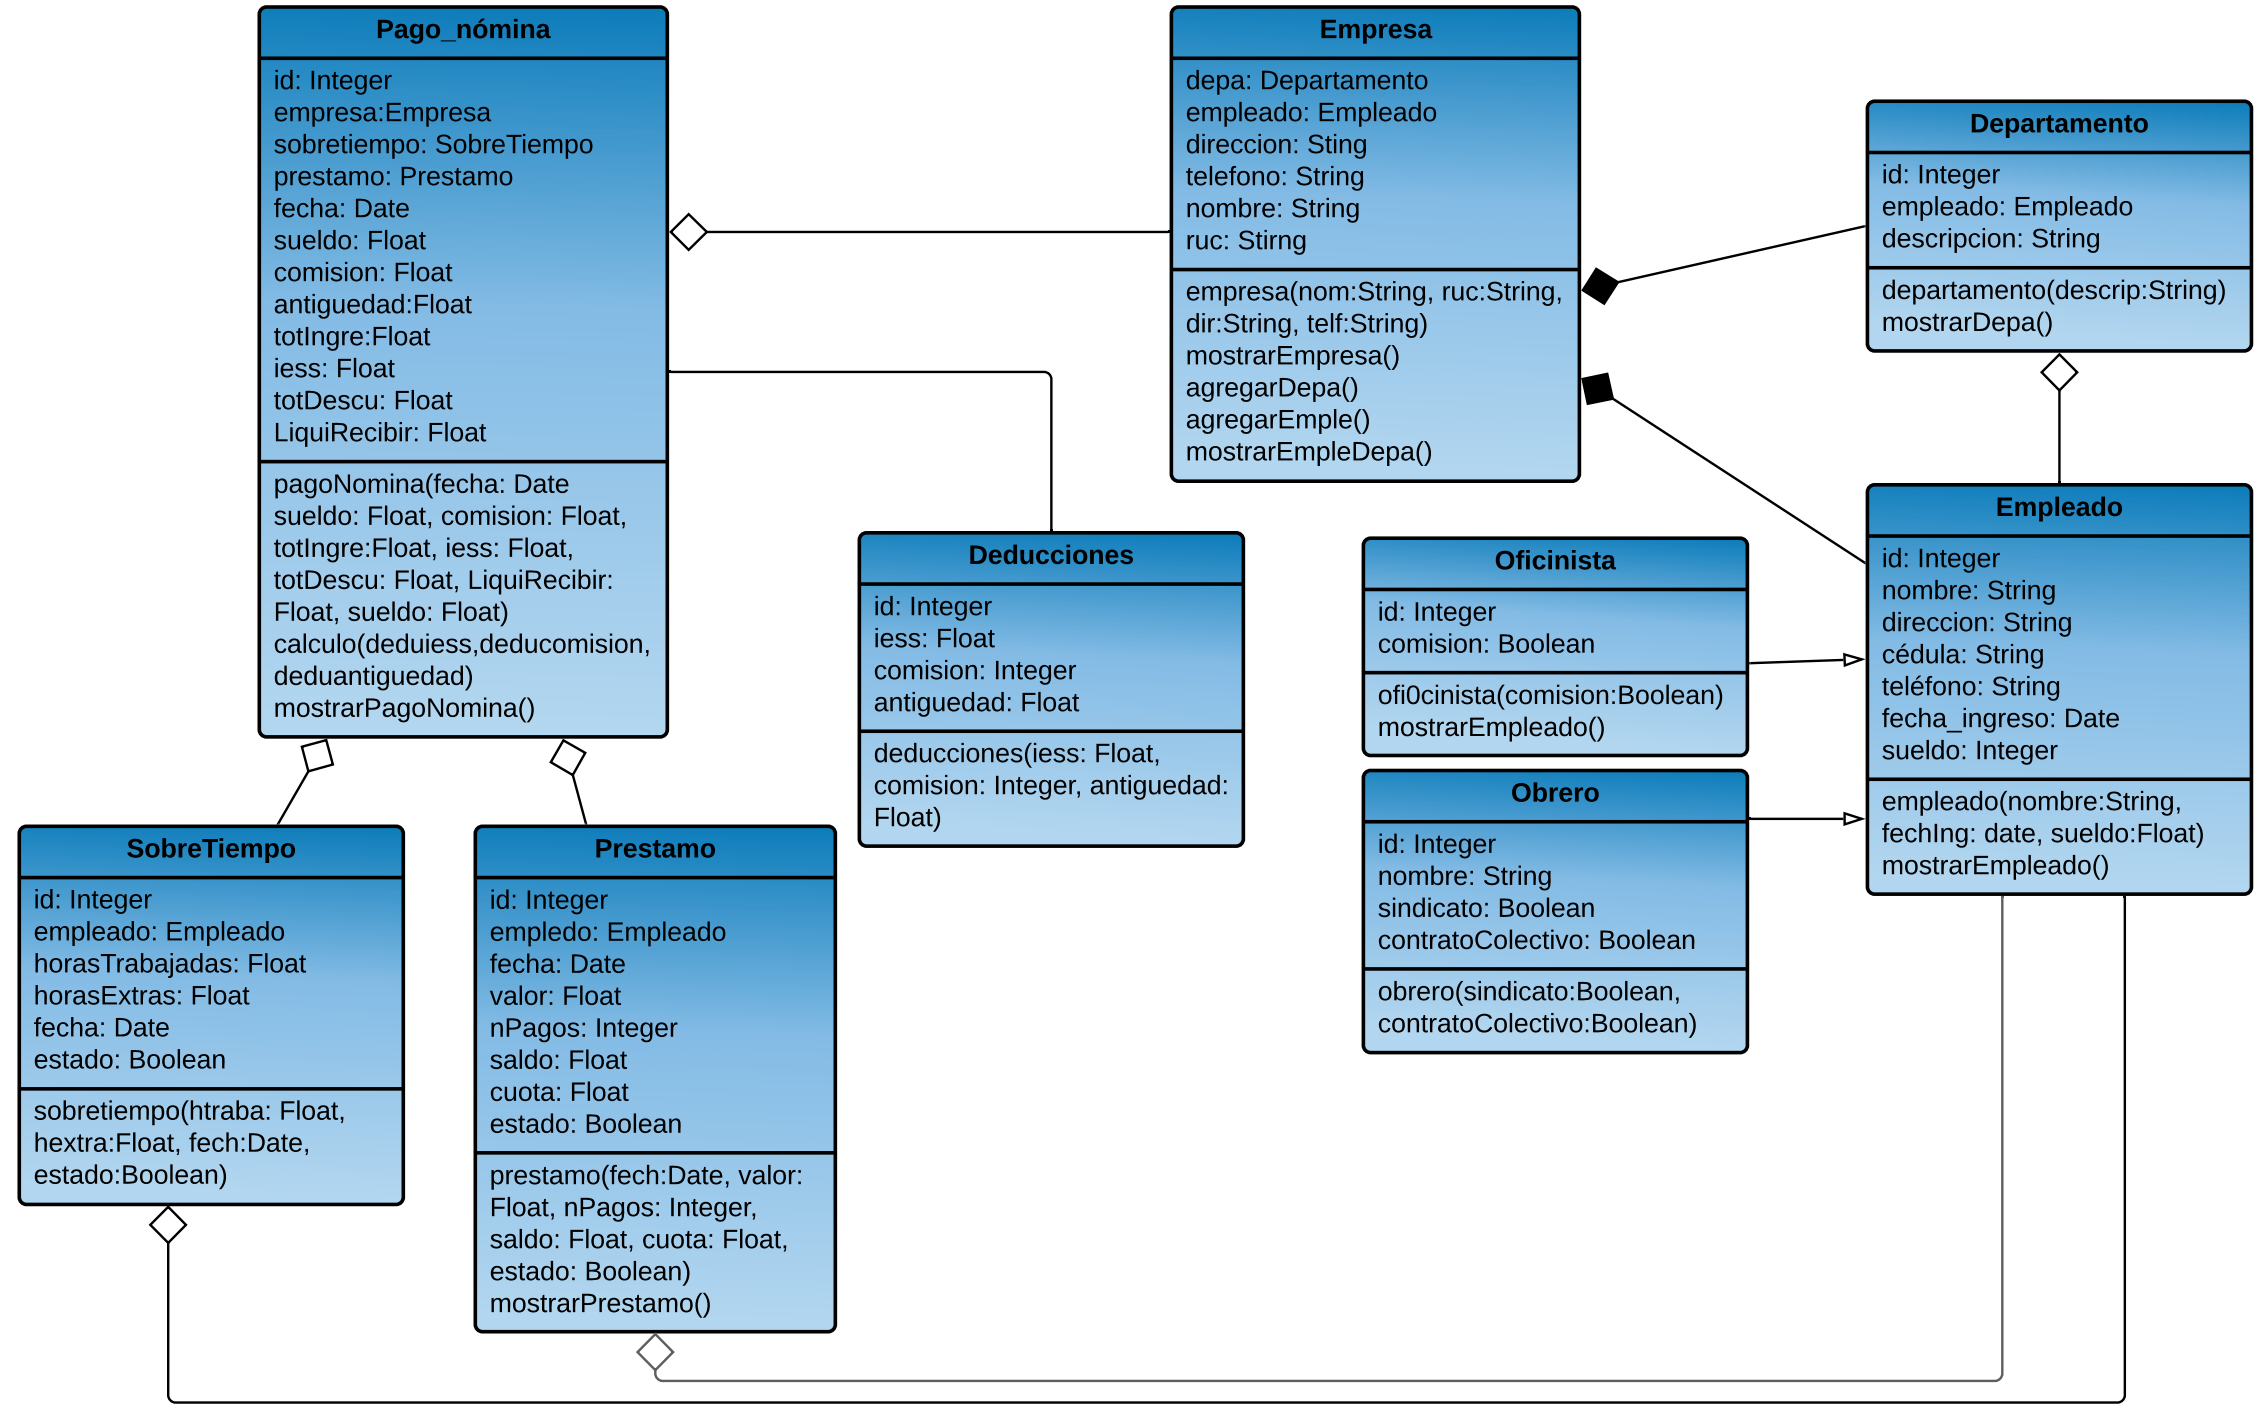 Pago_nómina
id: Integer
empresa:Empresa
sobretiempo: SobreTiempo
prestamo: Prestamo
fecha: Date
sueldo: Float
comision: Float
antiguedad:Float
totIngre:Float
iess: Float
totDescu: Float
LiquiRecibir: Float
pagoNomina(fecha: Date
sueldo: Float, comision: Float,
totIngre:Float, iess: Float,
totDescu: Float, LiquiRecibir:
Float, sueldo: Float)
calculo(deduiess,deducomision,
deduantiguedad)
mostrarPagoNomina()
Empresa
depa: Departamento
empleado: Empleado
direccion: Sting
telefono: String
nombre: String
ruc: Stirng
empresa(nom:String, ruc:String,
dir:String, telf:String)
mostrarEmpresa()
agregarDepa()
agregarEmple()
mostrarEmpleDepa()
Departamento
id: Integer
empleado: Empleado
descripcion: String
departamento(descrip:String)
mostrarDepa()
Deducciones
id: Integer
iess: Float
comision: Integer
antiguedad: Float
deducciones(iess: Float,
comision: Integer, antiguedad:
Float)
Oficinista
id: Integer
comision: Boolean
ofi0cinista(comision:Boolean)
mostrarEmpleado()
Empleado
id: Integer
nombre: String
direccion: String
cédula: String
teléfono: String
fecha_ingreso: Date
sueldo: Integer
empleado(nombre:String,
fechIng: date, sueldo:Float)
mostrarEmpleado()
Obrero
id: Integer
nombre: String
sindicato: Boolean
contratoColectivo: Boolean
obrero(sindicato:Boolean,
contratoColectivo:Boolean)
SobreTiempo
id: Integer
empleado: Empleado
horasTrabajadas: Float
horasExtras: Float
fecha: Date
estado: Boolean
sobretiempo(htraba: Float,
hextra:Float, fech:Date,
estado:Boolean)
Prestamo
id: Integer
empledo: Empleado
fecha: Date
valor: Float
nPagos: Integer
saldo: Float
cuota: Float
estado: Boolean
prestamo(fech:Date, valor:
Float, nPagos: Integer,
saldo: Float, cuota: Float,
estado: Boolean)
mostrarPrestamo()